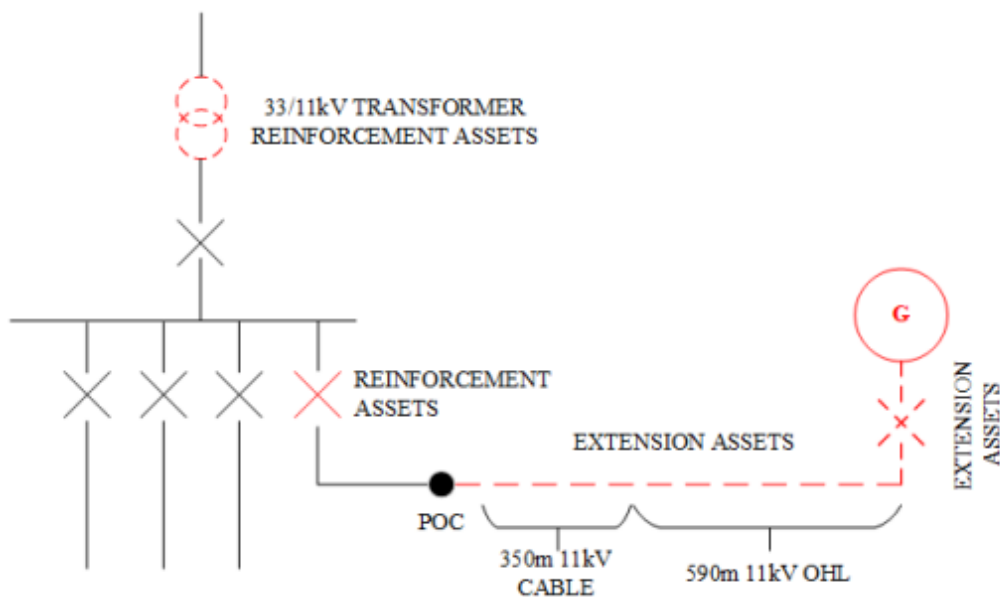 33/11kV TRANSFORMER
REINFORCEMENT ASSETS
G
REINFORCEMENT
ASSETS
EXTENSION ASSETS
EXTENSION
ASSETS
POC
350m 11kV
CABLE
590m 11kV OHL